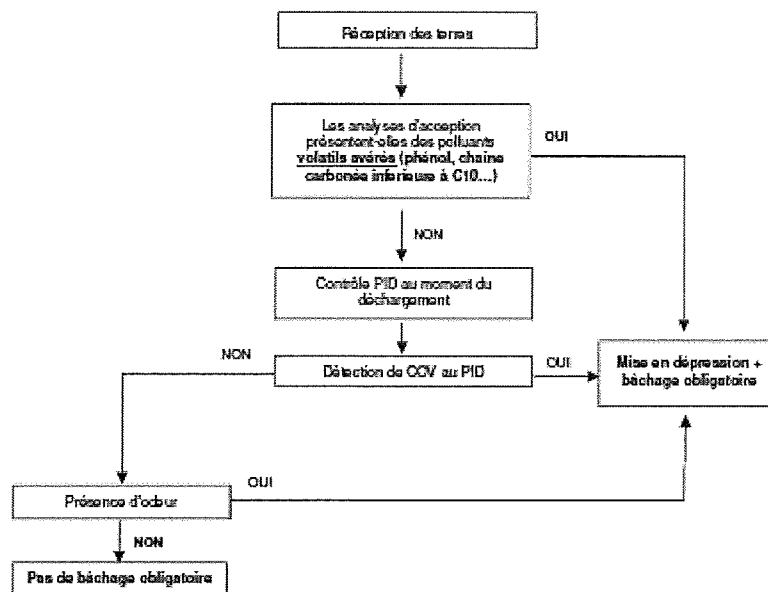 Réception des terres
Les analyses d'acception
présentent-elles des polluants
volatils avérés (phénol, chaine
carbonée inférieure à C10...)
OUI
NON
Contrôle PID au moment du
déchargement
NON
Détection de COV au PID
OUI
Mise en dépression +
bâchage obligatoire
Présence d'odeur
OUI
NON
Pas de bâchage obligatoire